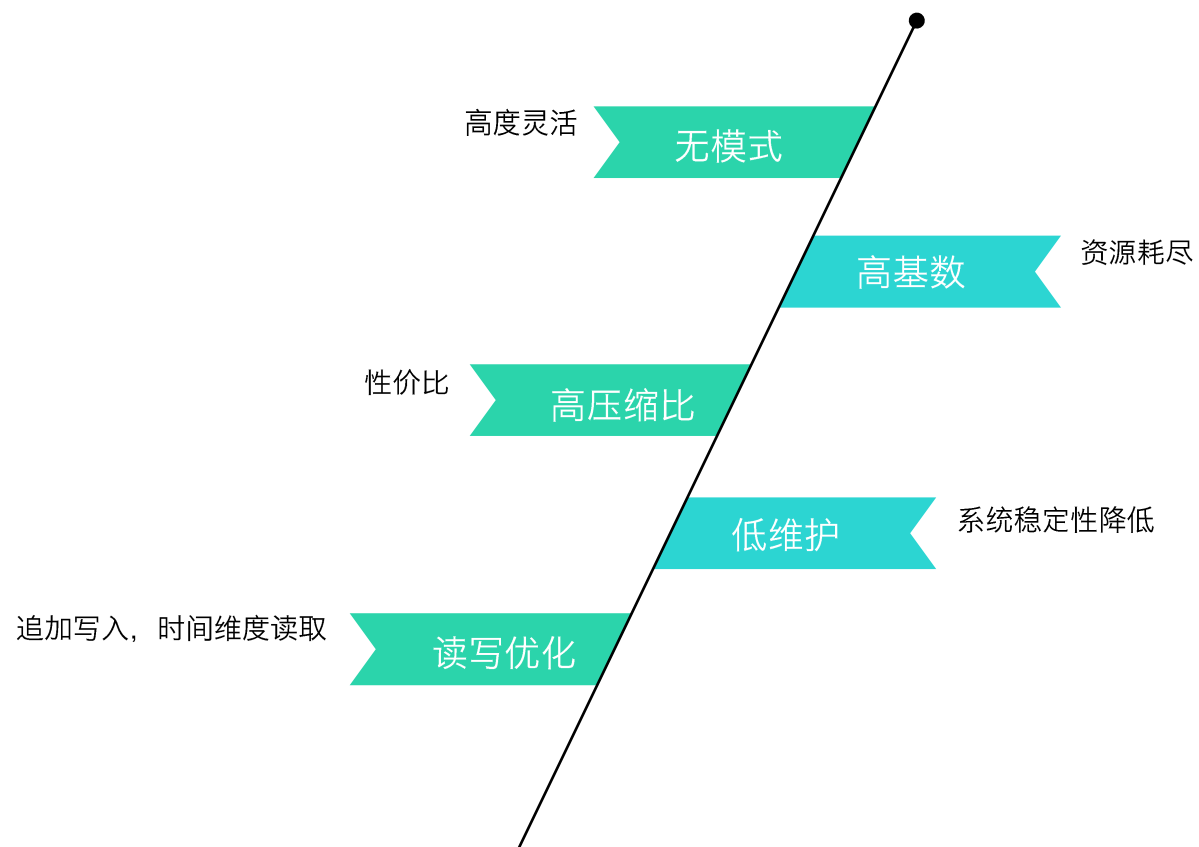 高度灵活
无模式
高基数
资源耗尽
性价比
高压缩比
低维护
系统稳定性降低
追加写入，时间维度读取
读写优化